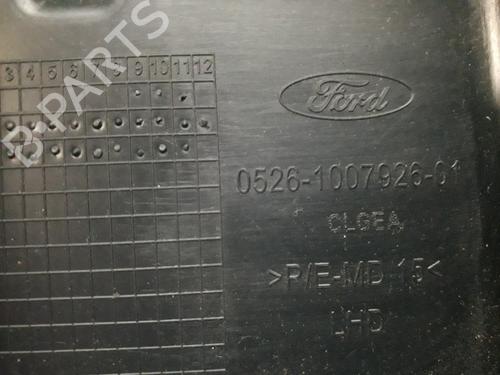 B PARTS
3 4 5 6 7 8 9 10 11 12
Ford
0526-1007926-01
CLGEA
>P/E-MD 15<
LHD